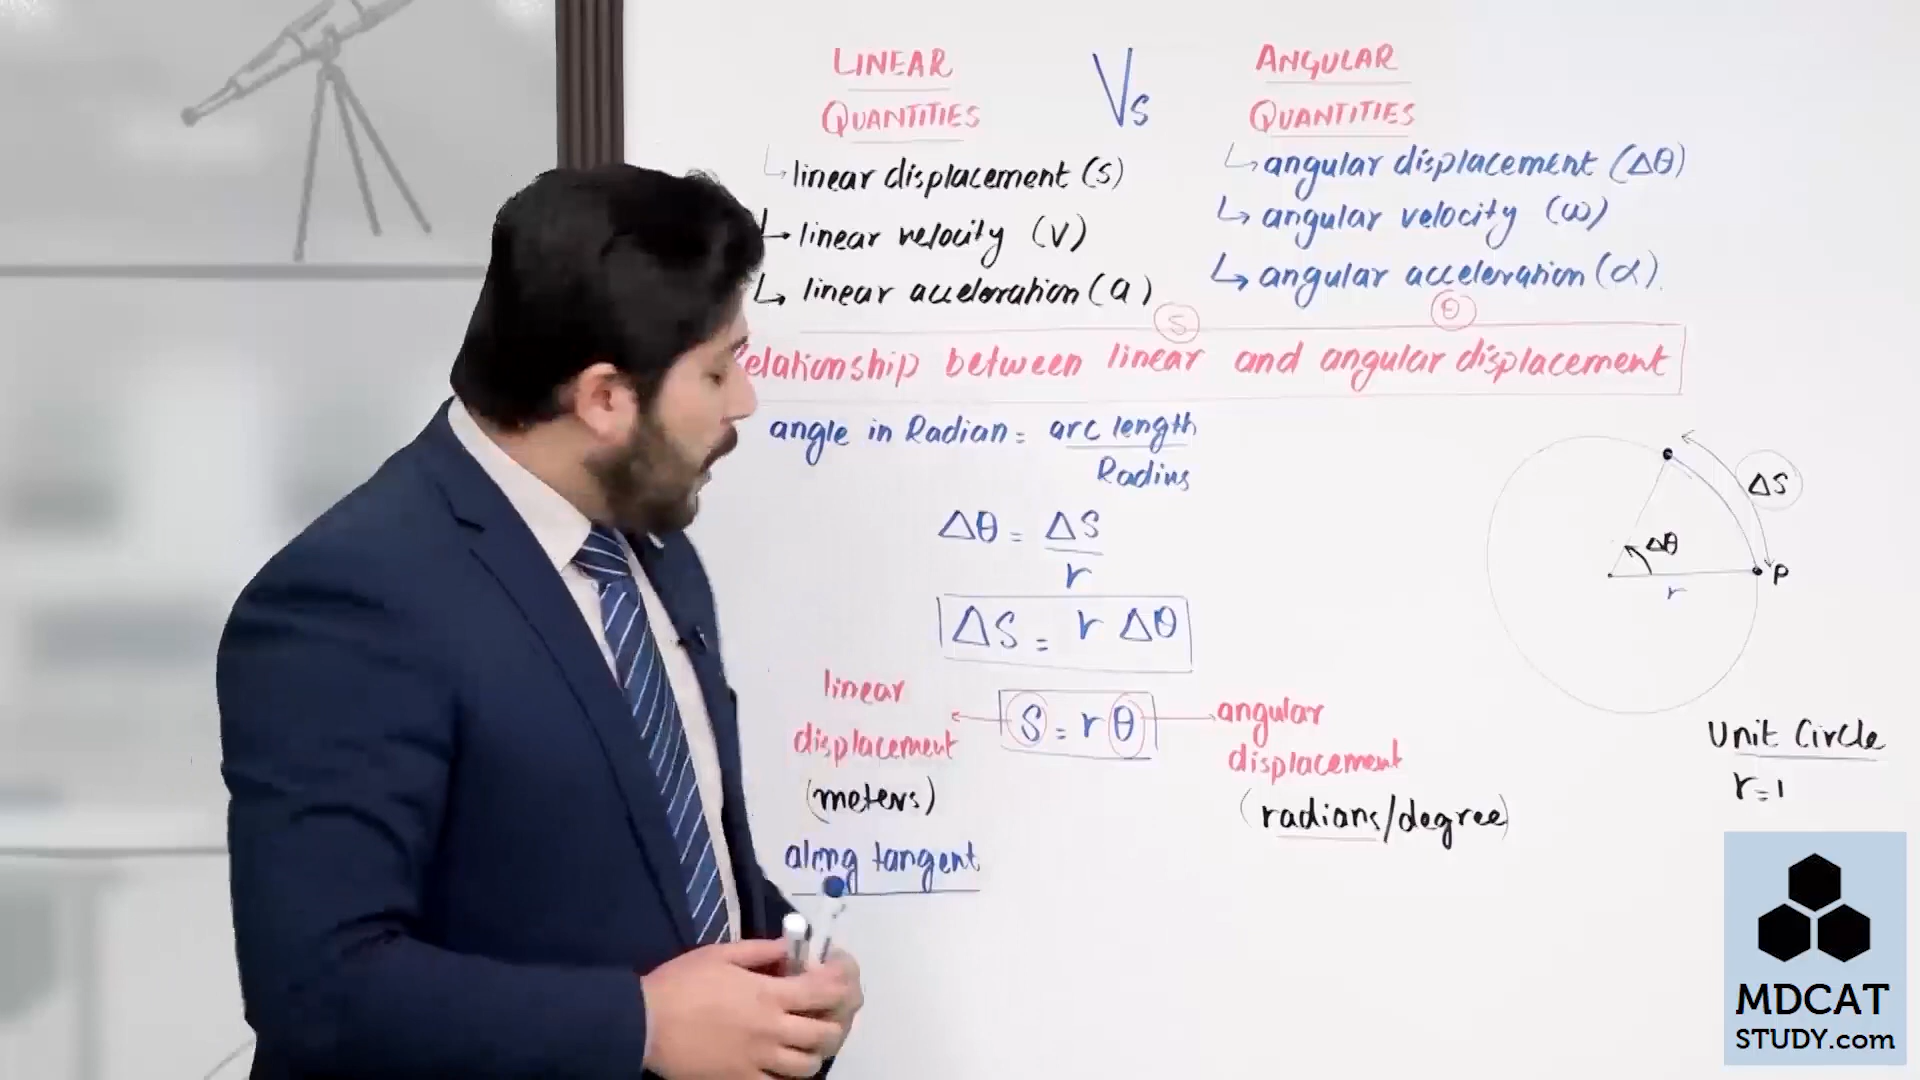 LINEAR
QUANTITIES
Vs
ANGULAR
QUANTITIES
linear displacement (S)
linear velocity (V)
linear acceleration (a)
angular displacement (Δθ)
angular velocity (ω)
angular acceleration (α)
S
θ
Relationship between linear and angular displacement
angle in Radian = arc length
Radius
Δθ = ΔS
r
ΔS = r Δθ
linear
displacement
(meters)
along tangent
S = r θ
angular
displacement
(radians/degree)
ΔS
Δθ
r
P
Unit Circle
r = 1
MDCAT
STUDY.com